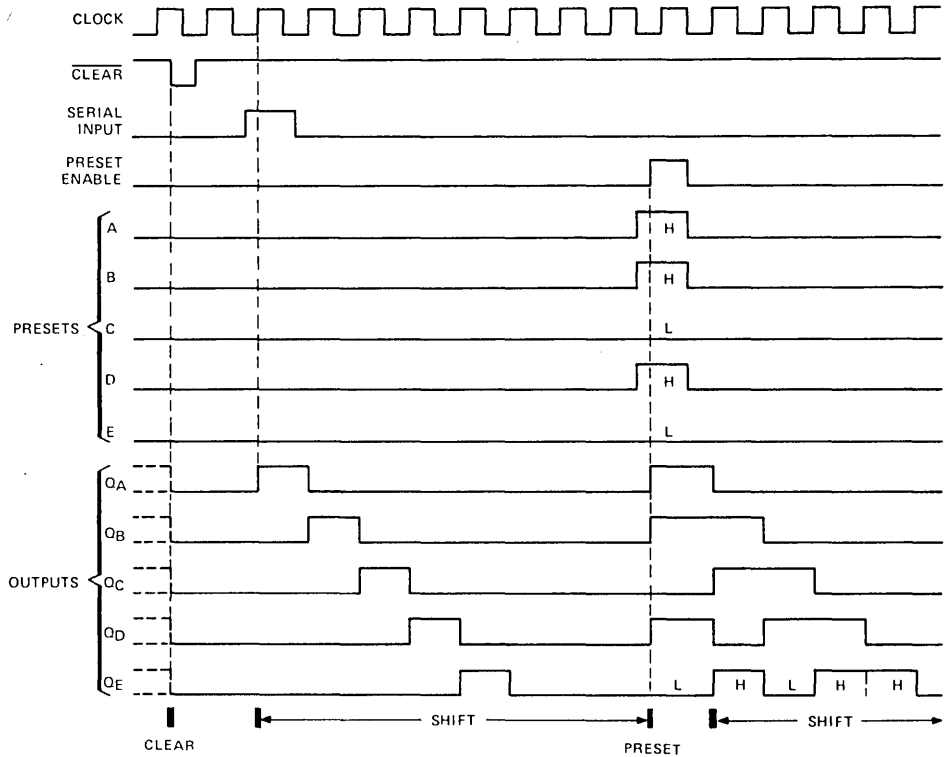 CLOCK
CLEAR
SERIAL
INPUT
PRESET
ENABLE
A
H
B
H
PRESETS
C
L
D
H
E
L
QA
QB
OUTPUTS
QC
QD
QE
L
H
L
H
H
SHIFT
SHIFT
CLEAR
PRESET